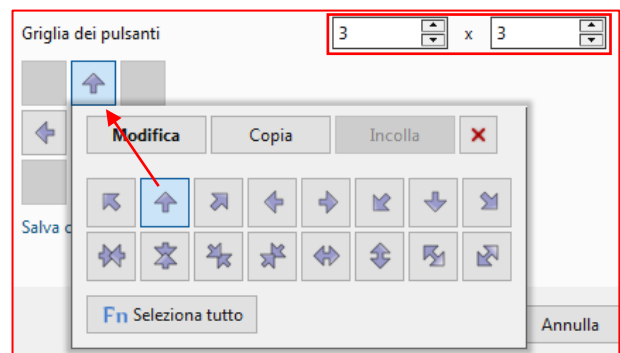 Griglia dei pulsanti 3 x 3
Modifica Copia Incolla
Salva
Fn Seleziona tutto
Annulla